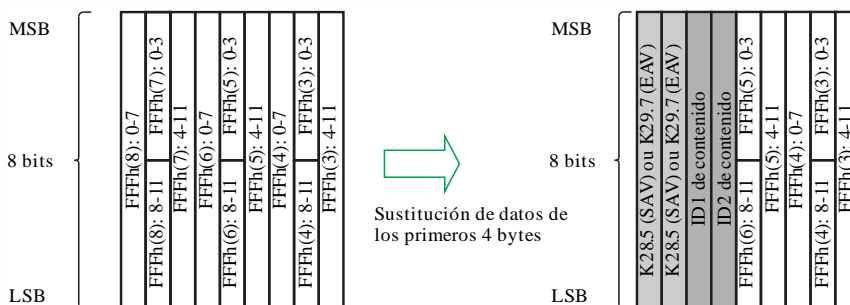 MSB
8 bits
LSB
FFFh(8): 0-7
FFFh(7): 0-3
FFFh(8): 8-11
FFFh(7): 4-11
FFFh(6): 0-7
FFFh(5): 0-3
FFFh(6): 8-11
FFFh(5): 4-11
FFFh(4): 0-7
FFFh(3): 0-3
FFFh(4): 8-11
FFFh(3): 4-11
Sustitución de datos de
los primeros 4 bytes
MSB
8 bits
LSB
K28.5 (SAV) ou K29.7 (EAV)
K28.5 (SAV) ou K29.7 (EAV)
ID1 de contenido
ID2 de contenido
FFFh(5): 0-3
FFFh(6): 8-11
FFFh(5): 4-11
FFFh(4): 0-7
FFFh(3): 0-3
FFFh(4): 8-11
FFFh(3): 4-11